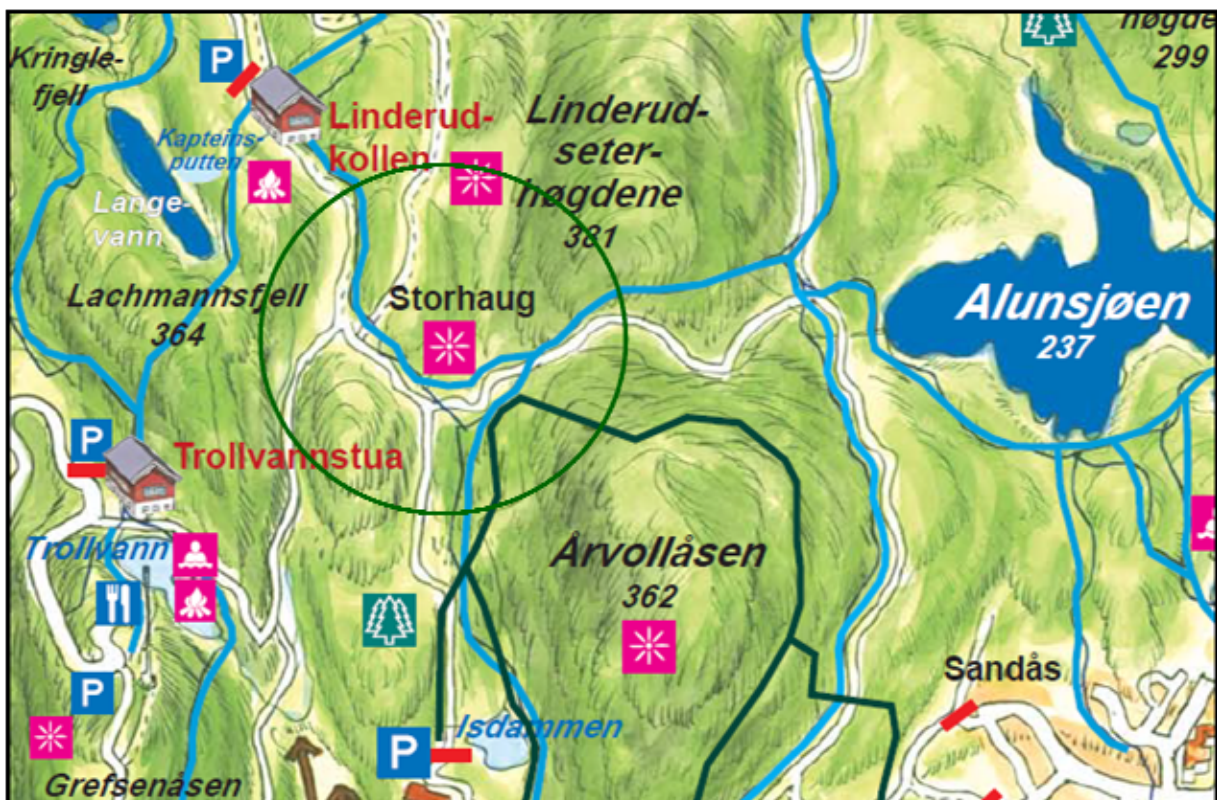 Kringle-
fjell
P
Linderud-
kollen
Kapteins-
putten
Lange-
vann
Lachmannsfjell
364
Linderud-
seter-
høgdene
381
høgde
299
Storhaug
Alunsjøen
237
P
Trollvannstua
Trollvann
P
Årvollåsen
362
Sandås
Isdammen
P
Grefsenåsen